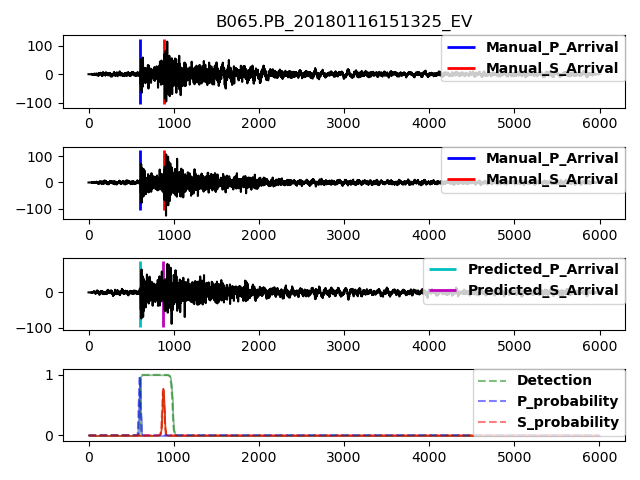 B065.PB_20180116151325_EV
100
0
−100
Manual_P_Arrival
Manual_S_Arrival
0 1000 2000 3000 4000 5000 6000
100
0
−100
Manual_P_Arrival
Manual_S_Arrival
0 1000 2000 3000 4000 5000 6000
0
−100
Predicted_P_Arrival
Predicted_S_Arrival
0 1000 2000 3000 4000 5000 6000
1
0
Detection
P_probability
S_probability
0 1000 2000 3000 4000 5000 6000